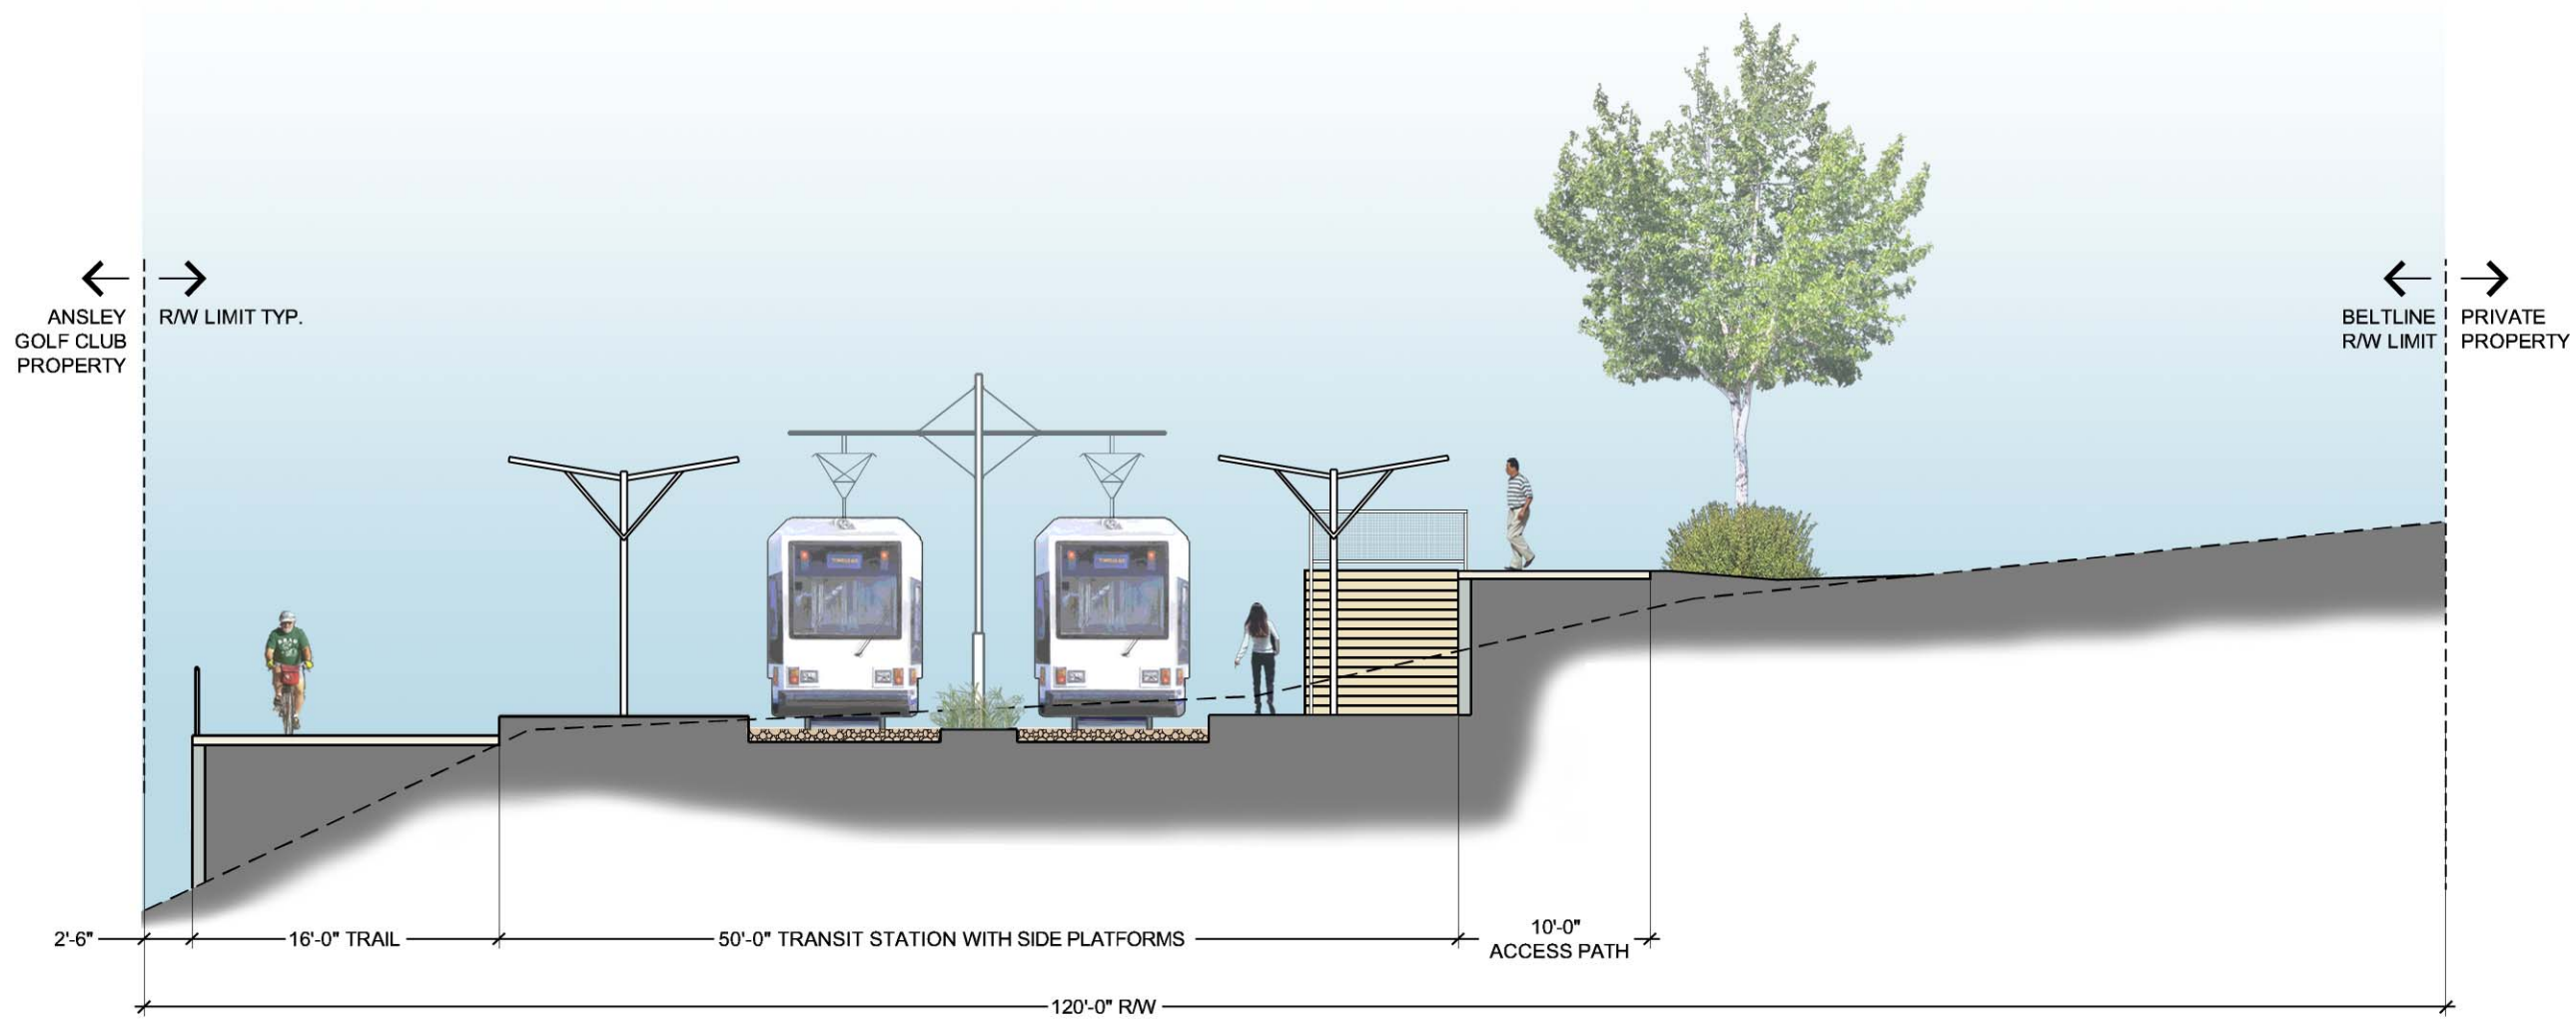 ANSLEY
GOLF CLUB
PROPERTY
R/W LIMIT TYP.
BELTLINE
R/W LIMIT
PRIVATE
PROPERTY
2'-6"
16'-0" TRAIL
50'-0" TRANSIT STATION WITH SIDE PLATFORMS
10'-0"
ACCESS PATH
120'-0" R/W